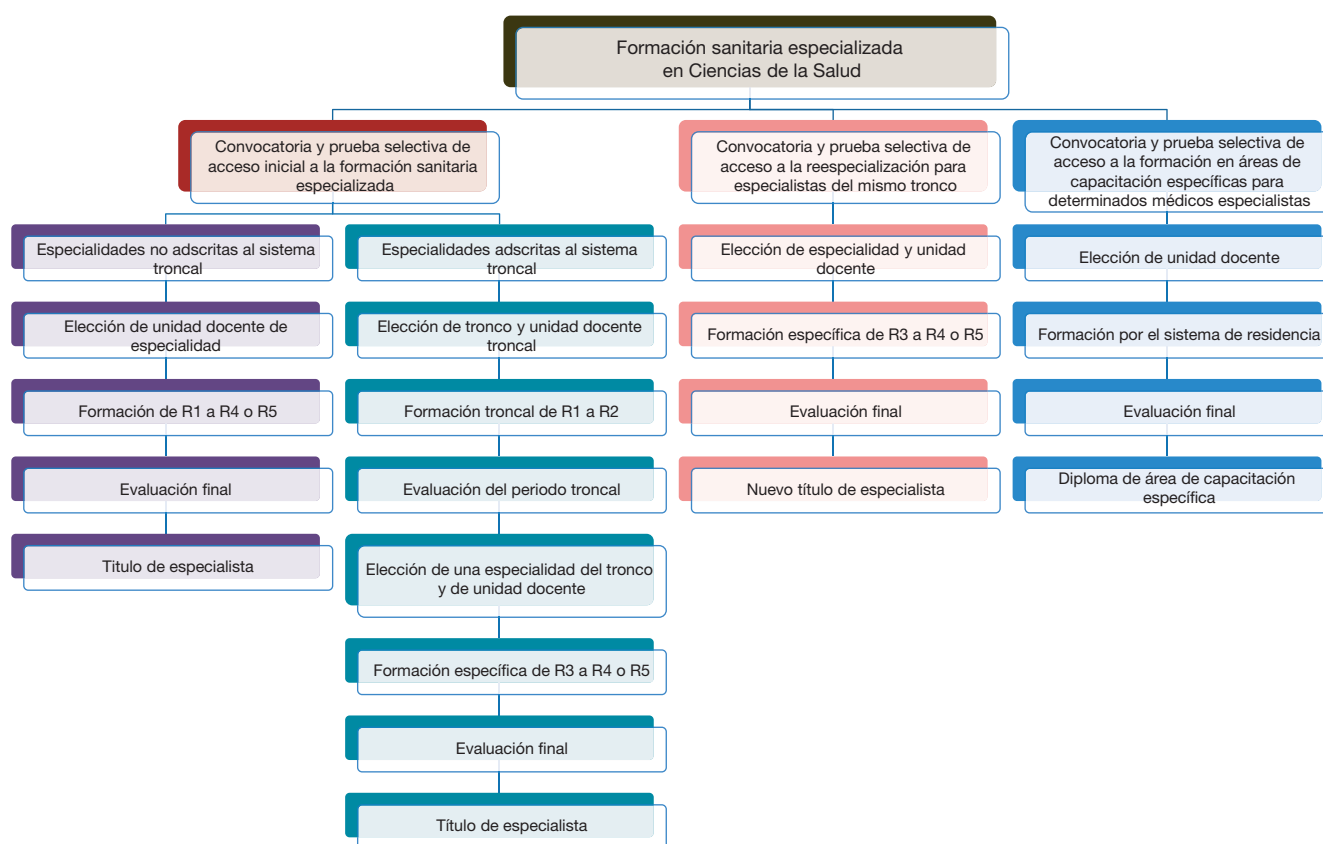 Formación sanitaria especializada
en Ciencias de la Salud
Convocatoria y prueba selectiva de
acceso inicial a la formación sanitaria
especializada
Convocatoria y prueba selectiva de
acceso a la reespecialización para
especialistas del mismo tronco
Convocatoria y prueba selectiva de
acceso a la formación en áreas de
capacitación específicas para
determinados médicos especialistas
Especialidades no adscritas al sistema
troncal
Especialidades adscritas al sistema
troncal
Elección de especialidad y unidad
docente
Elección de unidad docente
Elección de unidad docente de
especialidad
Elección de tronco y unidad docente
troncal
Formación específica de R3 a R4 o R5
Formación por el sistema de residencia
Formación de R1 a R4 o R5
Formación troncal de R1 a R2
Evaluación final
Evaluación final
Evaluación final
Evaluación del periodo troncal
Nuevo título de especialista
Diploma de área de capacitación
específica
Titulo de especialista
Elección de una especialidad del tronco
y de unidad docente
Formación específica de R3 a R4 o R5
Evaluación final
Título de especialista